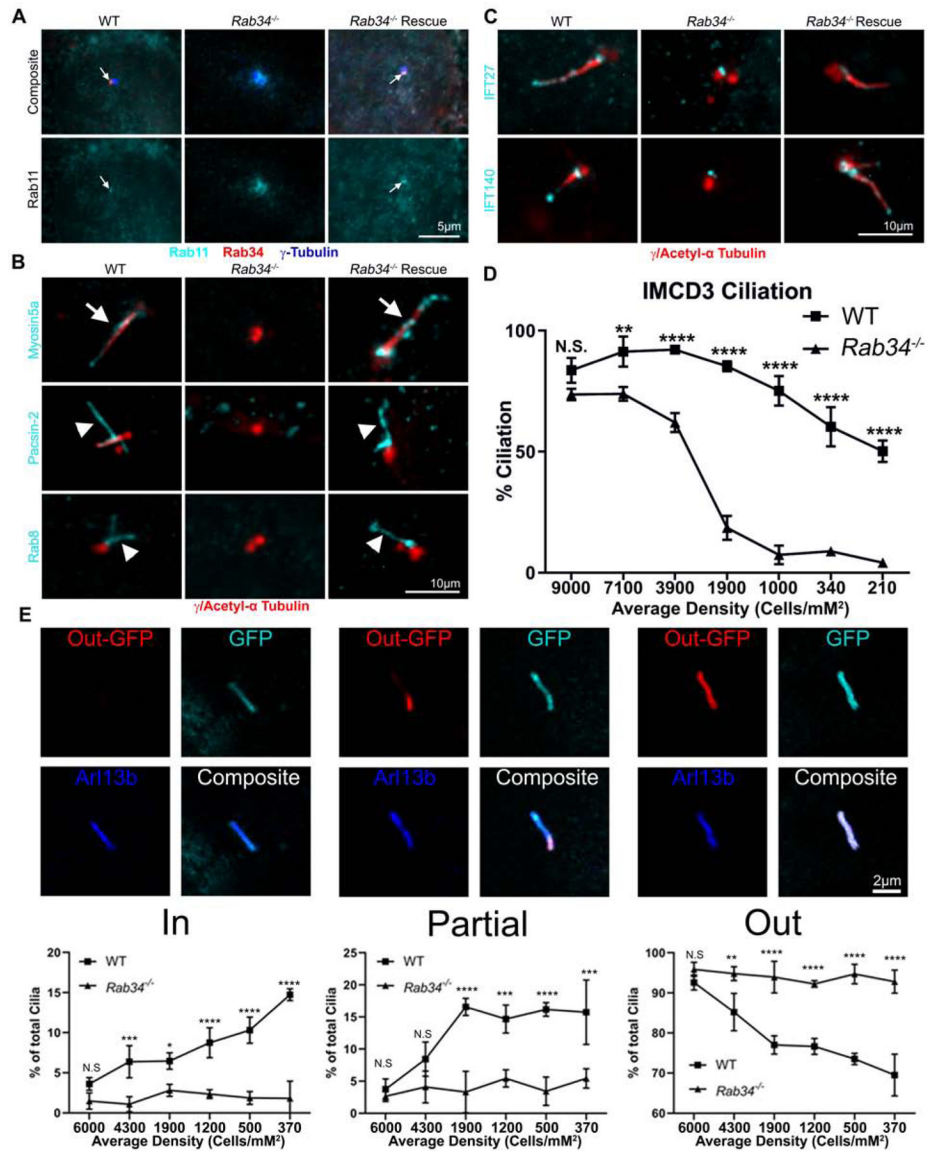 A
WT
Rab34-/-
Rab34-/- Rescue
Composite
Rab11
5µm
Rab11 Rab34 γ-Tubulin
B
WT
Rab34-/-
Rab34-/- Rescue
Myosin5a
Pacsin-2
Rab8
10µm
γ/Acetyl-α Tubulin
C
WT
Rab34-/-
Rab34-/- Rescue
IFT27
IFT140
10µm
γ/Acetyl-α Tubulin
D
IMCD3 Ciliation
WT
Rab34-/-
% Ciliation
100
50
0
N.S.
**
****
****
****
****
****
9000 7100 3900 1900 1000 340 210
Average Density (Cells/mM²)
E
Out-GFP GFP Out-GFP GFP Out-GFP GFP
Arl13b Composite Arl13b Composite Arl13b Composite
2µm
In
% of total Cilia
20
15
10
5
0
WT
Rab34-/-
N.S *** * **** **** ****
6000 4300 1900 1200 500 370
Average Density (Cells/mM²)
Partial
% of total Cilia
25
20
15
10
5
0
WT
Rab34-/-
N.S N.S **** *** **** ***
6000 4300 1900 1200 500 370
Average Density (Cells/mM²)
Out
% of total Cilia
100
90
80
70
60
N.S ** **** **** **** ****
WT
Rab34-/-
6000 4300 1900 1200 500 370
Average Density (Cells/mM²)